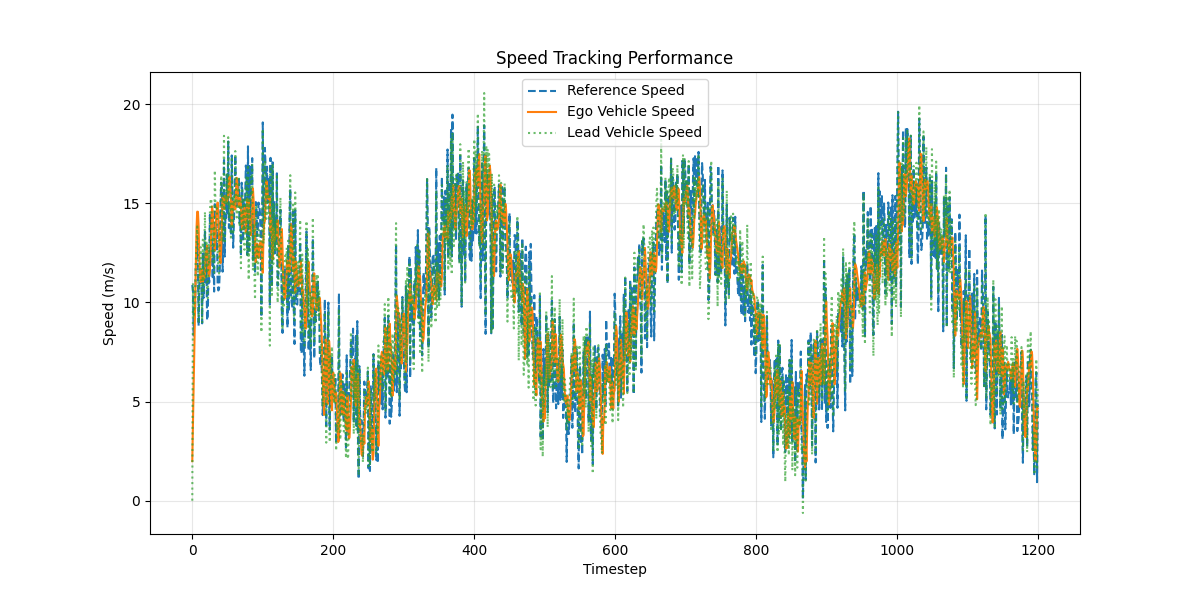 Speed Tracking Performance
Reference Speed
Ego Vehicle Speed
Lead Vehicle Speed
Speed (m/s)
20
15
10
5
0
0 200 400 600 800 1000 1200
Timestep